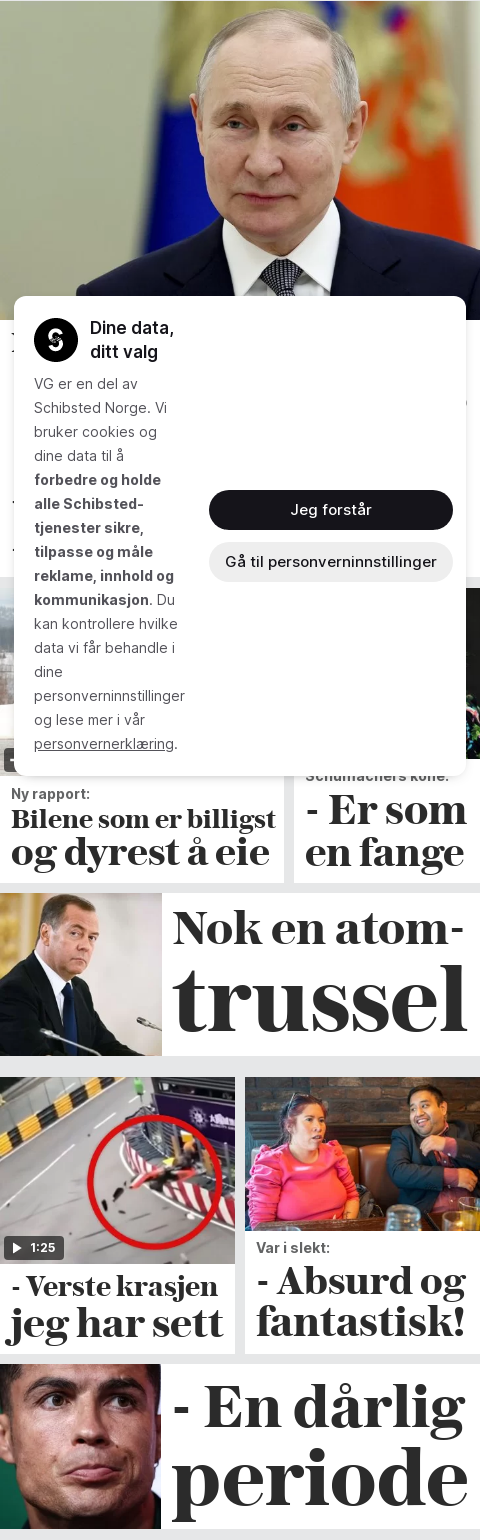 Dine data,
ditt valg
VG er en del av
Schibsted Norge. Vi
bruker cookies og
dine data til å
forbedre og holde
alle Schibsted-
tjenester sikre,
tilpasse og måle
reklame, innhold og
kommunikasjon. Du
kan kontrollere hvilke
data vi får behandle i
dine
personverninnstillinger
og lese mer i vår
personvernerklæring.
Jeg forstår
Gå til personverninnstillinger
Ny rapport:
Bilene som er billigst
og dyrest å eie
Schumachers kone:
- Er som
en fange
Nok en atom-
trussel
1:25
- Verste krasjen
jeg har sett
Var i slekt:
- Absurd og
fantastisk!
- En dårlig
periode